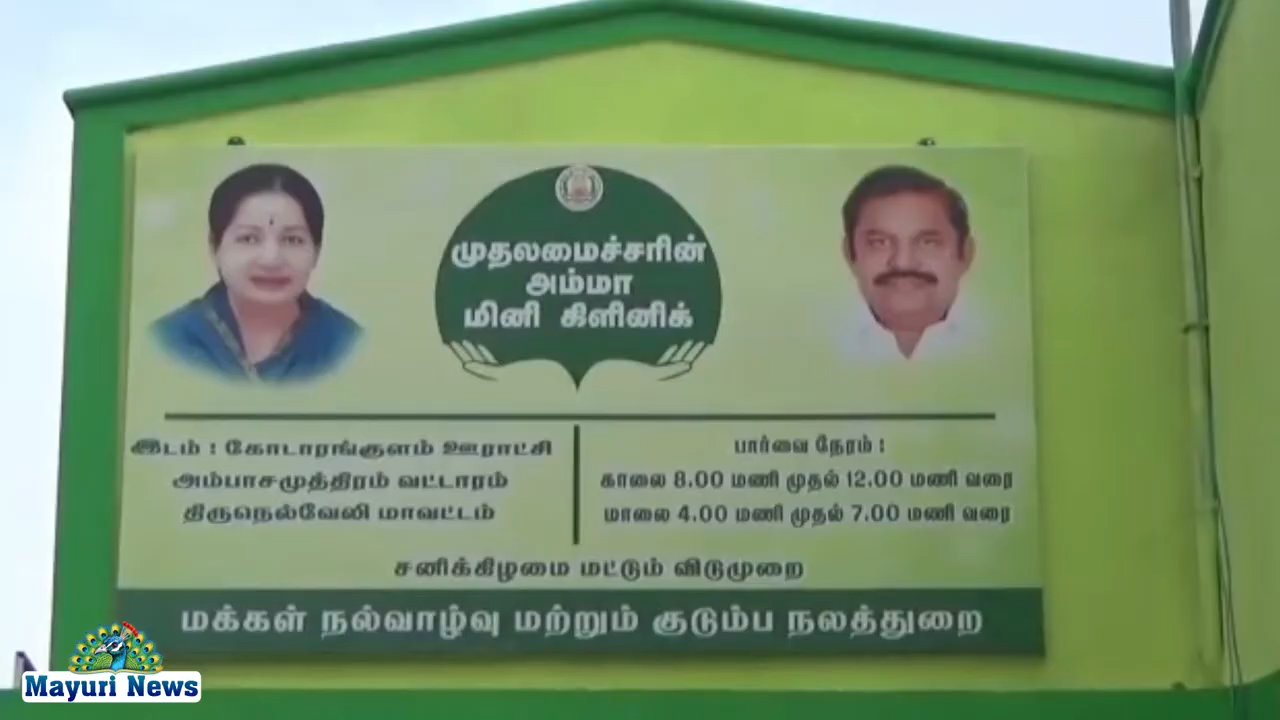 முதலமைச்சரின்
அம்மா
மினி கிளினிக்
இடம் : கோடாரங்குளம் ஊராட்சி
அம்பாசமுத்திரம் வட்டாரம்
திருநெல்வேலி மாவட்டம்
பார்வை நேரம் :
காலை 8.00 மணி முதல் 12.00 மணி வரை
மாலை 4.00 மணி முதல் 7.00 மணி வரை
சனிக்கிழமை மட்டும் விடுமுறை
மக்கள் நல்வாழ்வு மற்றும் குடும்ப நலத்துறை
Mayuri News